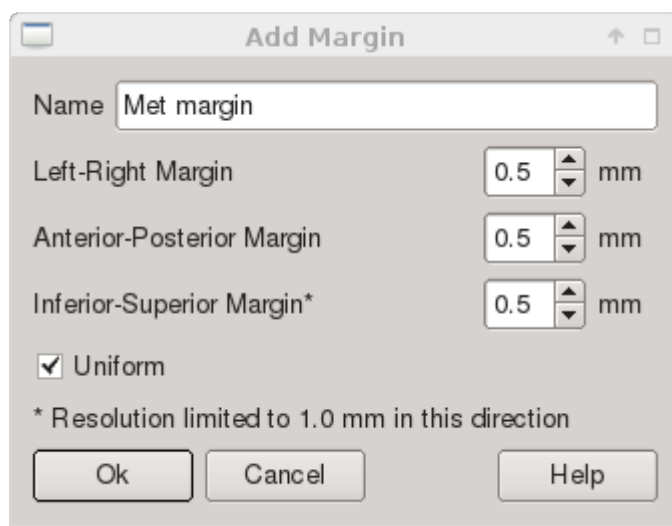 Add Margin
Name Met margin
Left-Right Margin 0.5 mm
Anterior-Posterior Margin 0.5 mm
Inferior-Superior Margin* 0.5 mm
Uniform
* Resolution limited to 1.0 mm in this direction
Ok Cancel Help